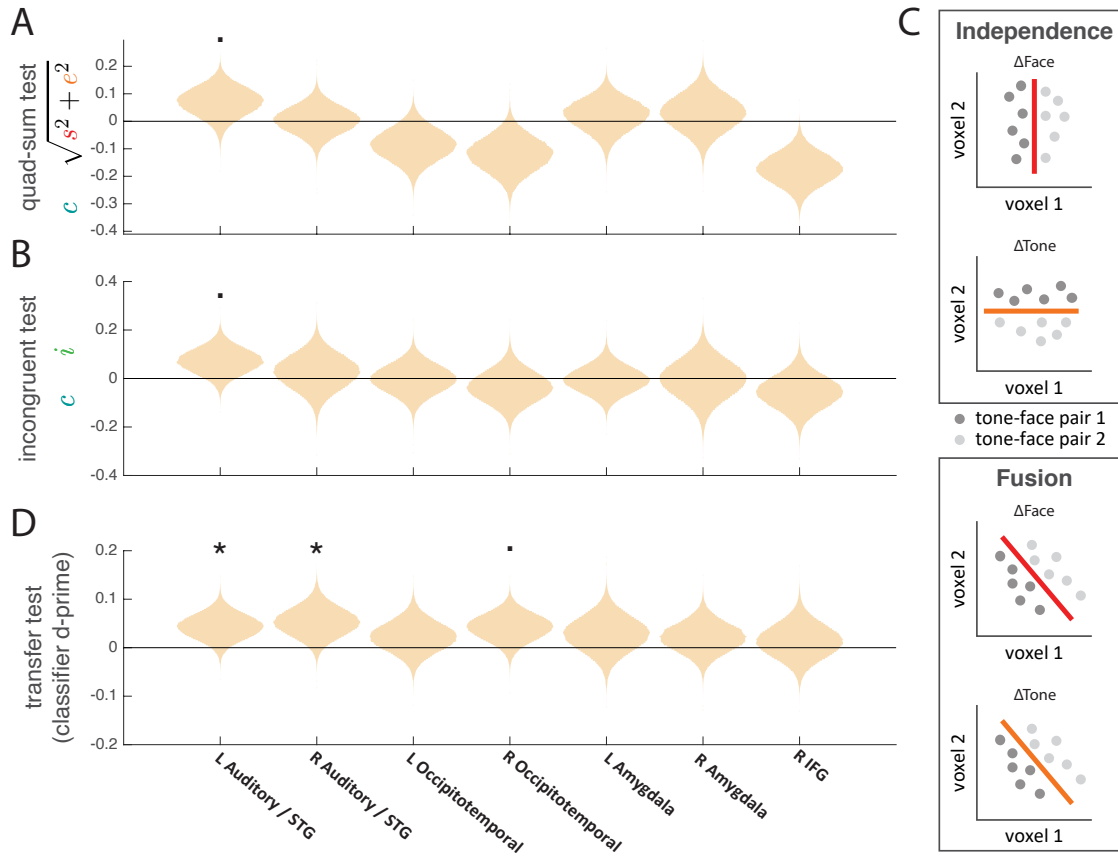 A
quad-sum test
c √s² + e²
0.2
0.1
0
-0.1
-0.2
-0.3
-0.4
.
B
incongruent test
c i
0.4
0.2
0
-0.2
-0.4
.
D
transfer test
(classifier d-prime)
0.2
0.1
0
-0.1
-0.2
* * .
L Auditory / STG
R Auditory / STG
L Occipitotemporal
R Occipitotemporal
L Amygdala
R Amygdala
R IFG
C
Independence
ΔFace
voxel 2
voxel 1
ΔTone
voxel 2
voxel 1
tone-face pair 1
tone-face pair 2
Fusion
ΔFace
voxel 2
voxel 1
ΔTone
voxel 2
voxel 1